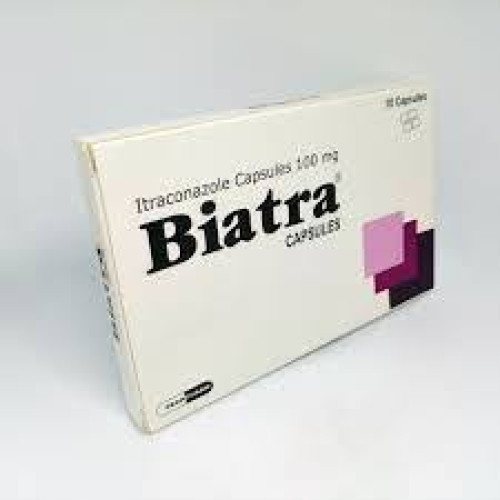 10 Capsules
Itraconazole Capsules 100 mg
Biatra®
CAPSULES